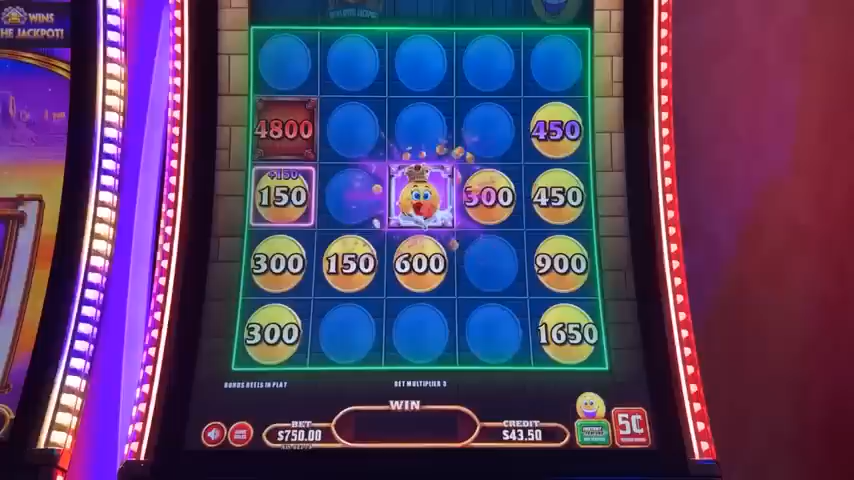 WINS
THE JACKPOT!
4800
450
+150
150
300
450
300
150
600
900
300
1650
BONUS REELS IN PLAY
BET MULTIPLIER 3
WIN
BET
$750.00
CREDIT
$43.50
5¢